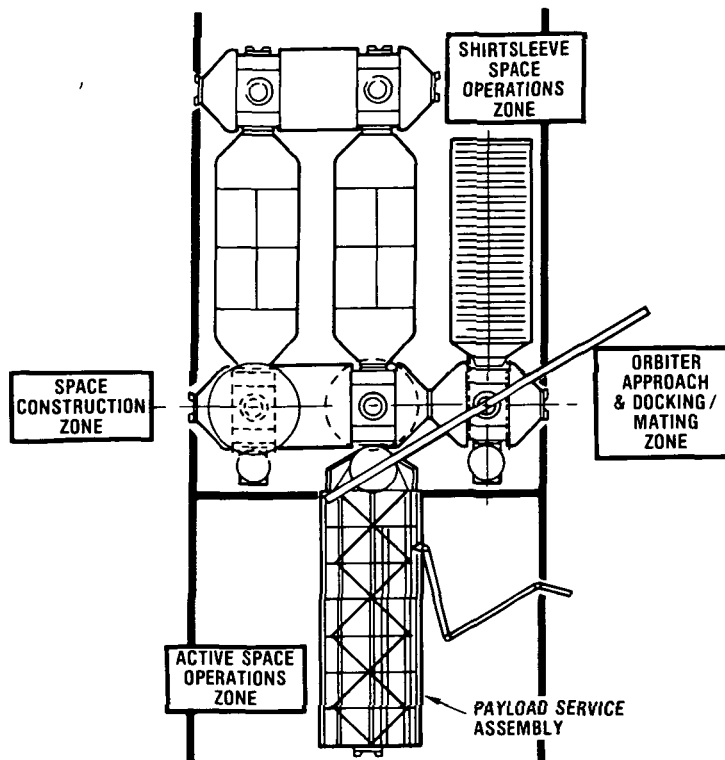 SHIRTSLEEVE
SPACE
OPERATIONS
ZONE
SPACE
CONSTRUCTION
ZONE
ORBITER
APPROACH
& DOCKING/
MATING
ZONE
ACTIVE SPACE
OPERATIONS
ZONE
PAYLOAD SERVICE
ASSEMBLY